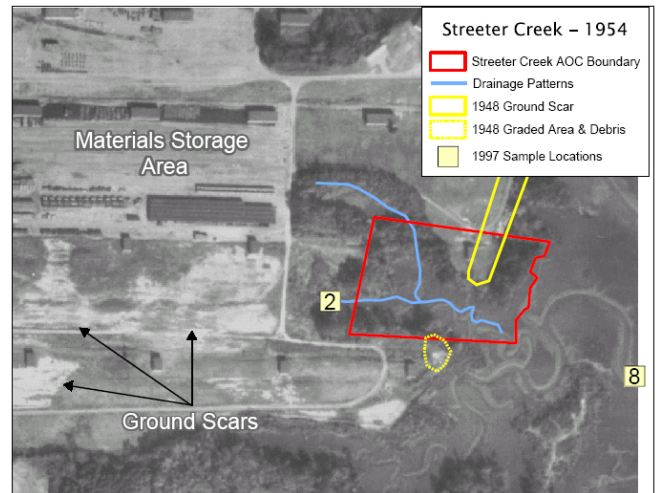 Streeter Creek – 1954
Streeter Creek AOC Boundary
Drainage Patterns
1948 Ground Scar
1948 Graded Area & Debris
1997 Sample Locations
Materials Storage
Area
2
8
Ground Scars